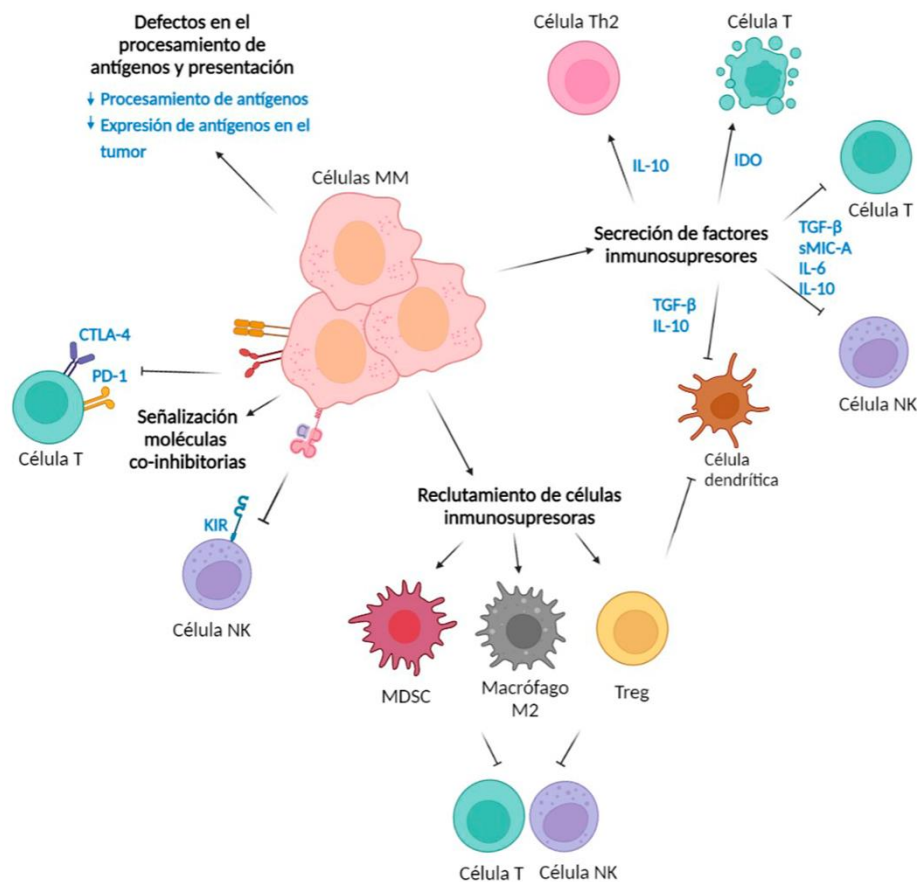 Defectos en el
procesamiento de
antígenos y presentación
↓ Procesamiento de antígenos
↓ Expresión de antígenos en el
tumor
Células MM
Célula Th2
Célula T
IL-10
IDO
Célula T
Secreción de factores
inmunosupresores
TGF-β
sMIC-A
IL-6
IL-10
TGF-β
IL-10
Célula NK
Célula
dendrítica
CTLA-4
PD-1
Célula T
Señalización
moléculas
co-inhibitorias
KIR
Célula NK
Reclutamiento de células
inmunosupresoras
MDSC
Macrófago
M2
Treg
Célula T
Célula NK